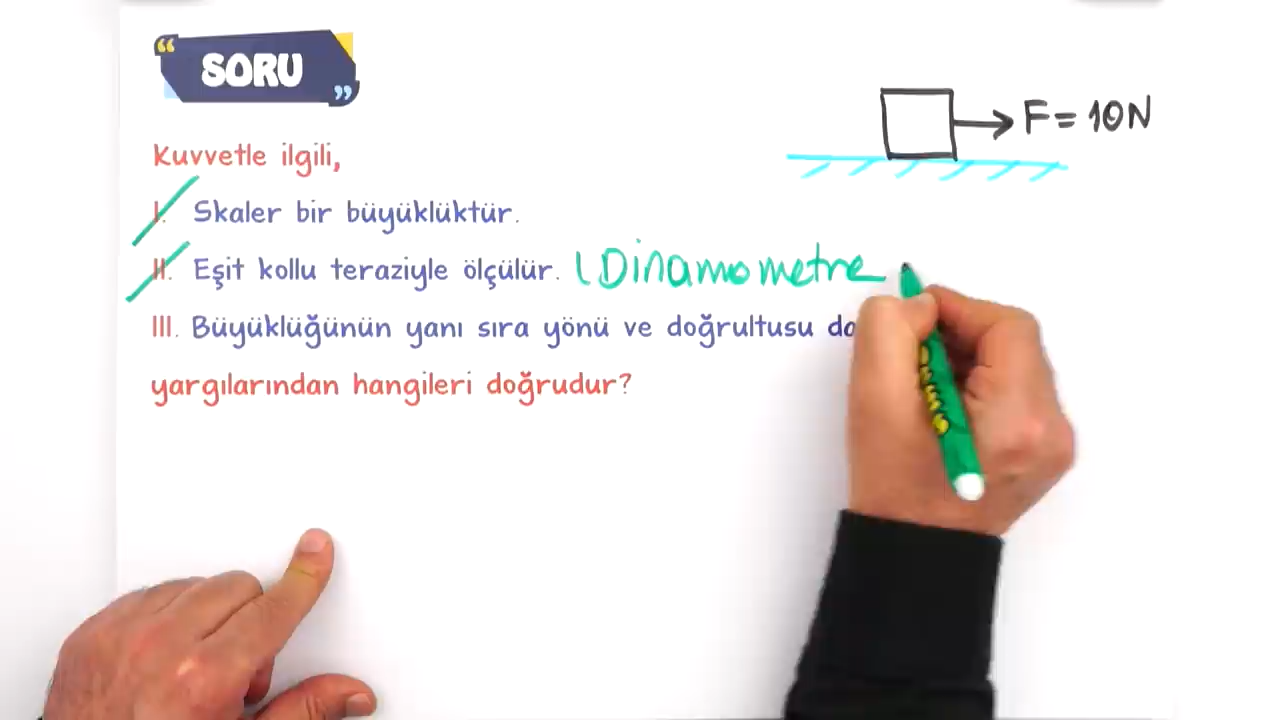 SORU
F = 10N
Kuvvetle ilgili,
I. Skaler bir büyüklüktür.
II. Eşit kollu teraziyle ölçülür. (Dinamometre
III. Büyüklüğünün yanı sıra yönü ve doğrultusu da
yargılarından hangileri doğrudur?